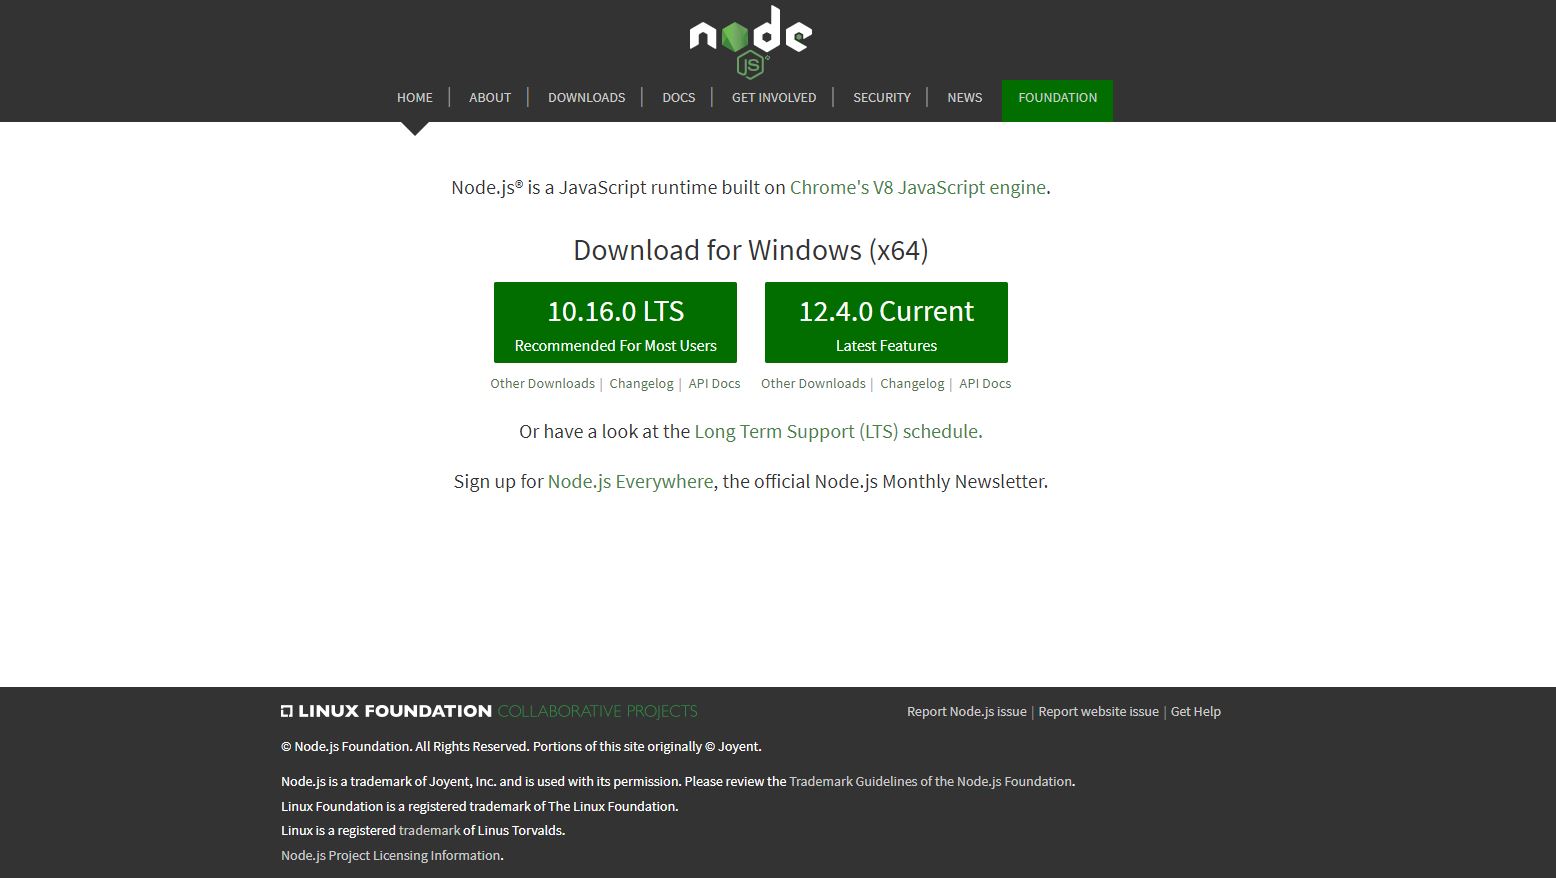 node
JS
HOME | ABOUT | DOWNLOADS | DOCS | GET INVOLVED | SECURITY | NEWS FOUNDATION
Node.js® is a JavaScript runtime built on Chrome's V8 JavaScript engine.
Download for Windows (x64)
10.16.0 LTS
Recommended For Most Users
Other Downloads | Changelog | API Docs
12.4.0 Current
Latest Features
Other Downloads | Changelog | API Docs
Or have a look at the Long Term Support (LTS) schedule.
Sign up for Node.js Everywhere, the official Node.js Monthly Newsletter.
LINUX FOUNDATION COLLABORATIVE PROJECTS
Report Node.js issue | Report website issue | Get Help
© Node.js Foundation. All Rights Reserved. Portions of this site originally © Joyent.
Node.js is a trademark of Joyent, Inc. and is used with its permission. Please review the Trademark Guidelines of the Node.js Foundation.
Linux Foundation is a registered trademark of The Linux Foundation.
Linux is a registered trademark of Linus Torvalds.
Node.js Project Licensing Information.